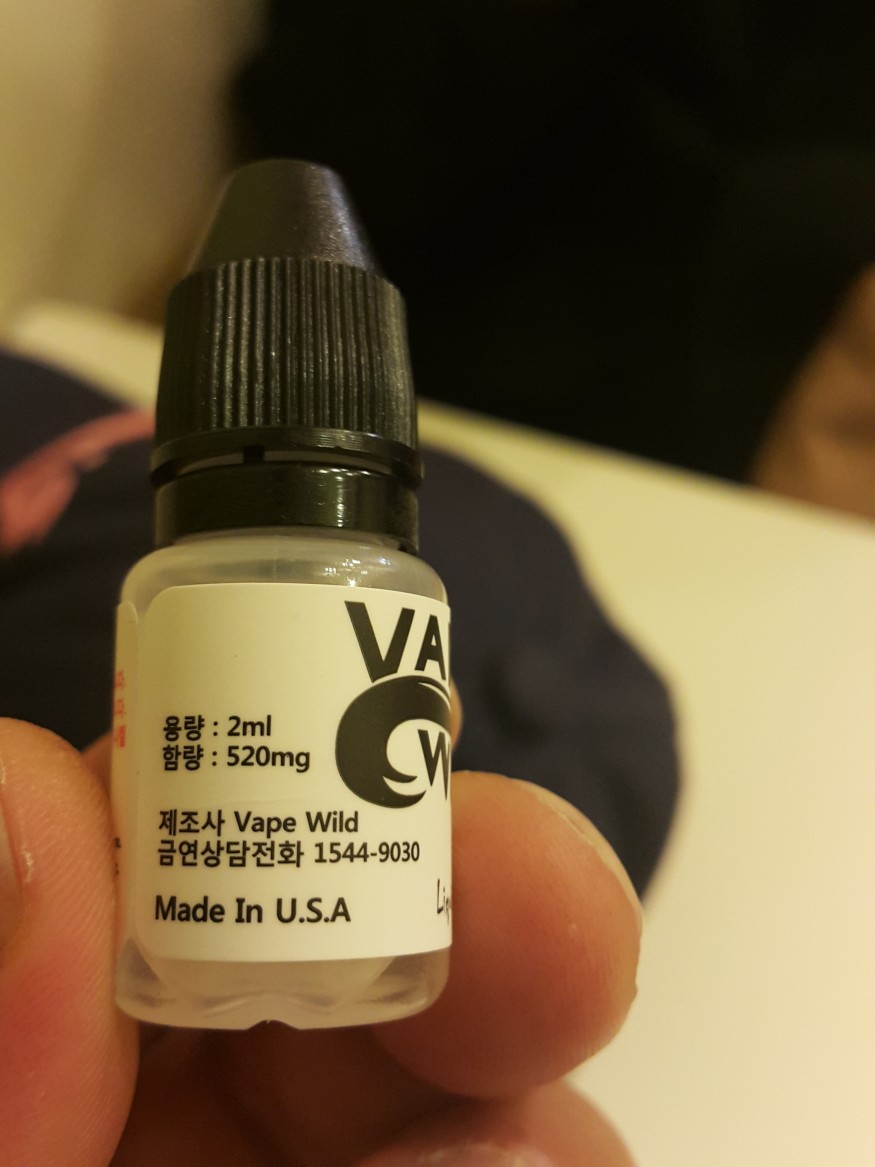 VA
W
용량 : 2ml
함량 : 520mg
제조사 Vape Wild
금연상담전화 1544-9030
Made In U.S.A